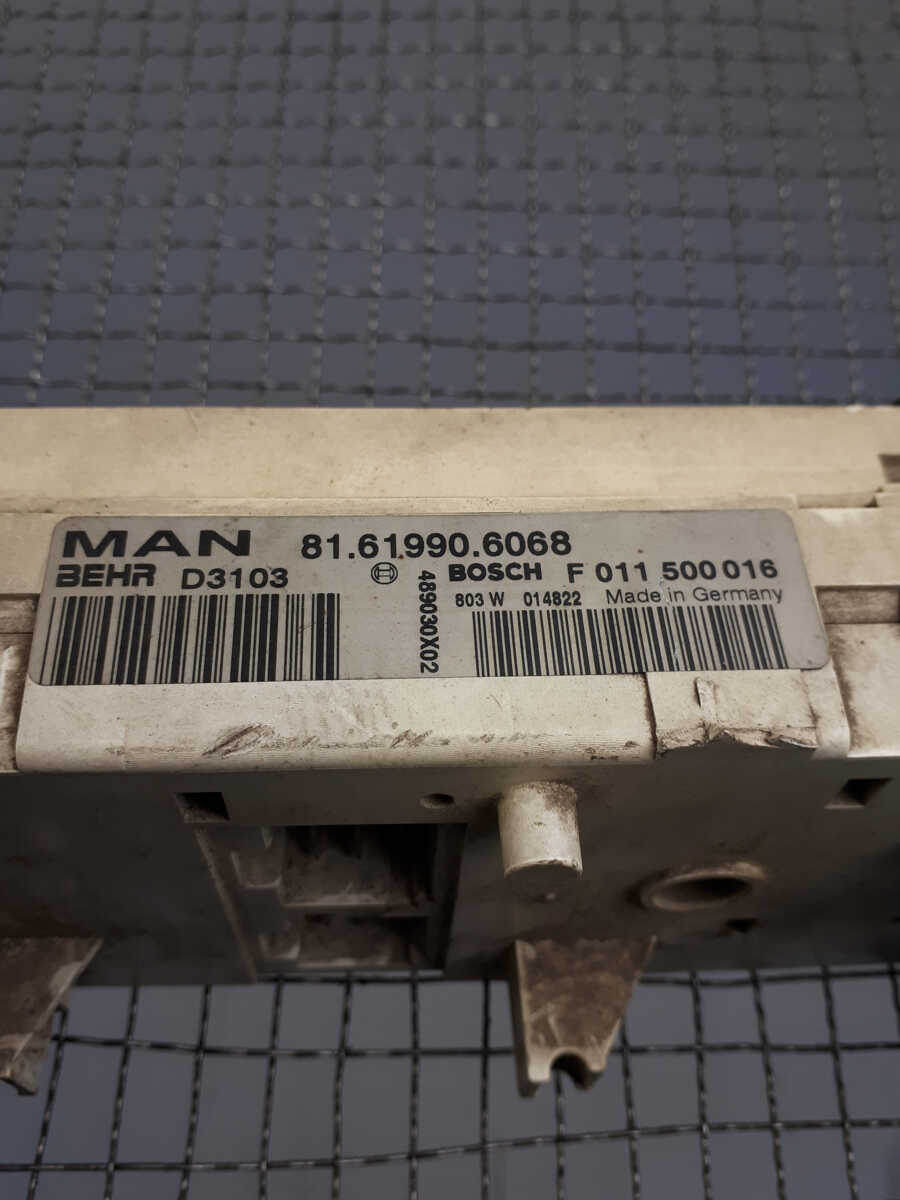 MAN 81.61990.6068
BEHR D3103 BOSCH F 011 500 016
803 W 014822 Made in Germany
489030X02